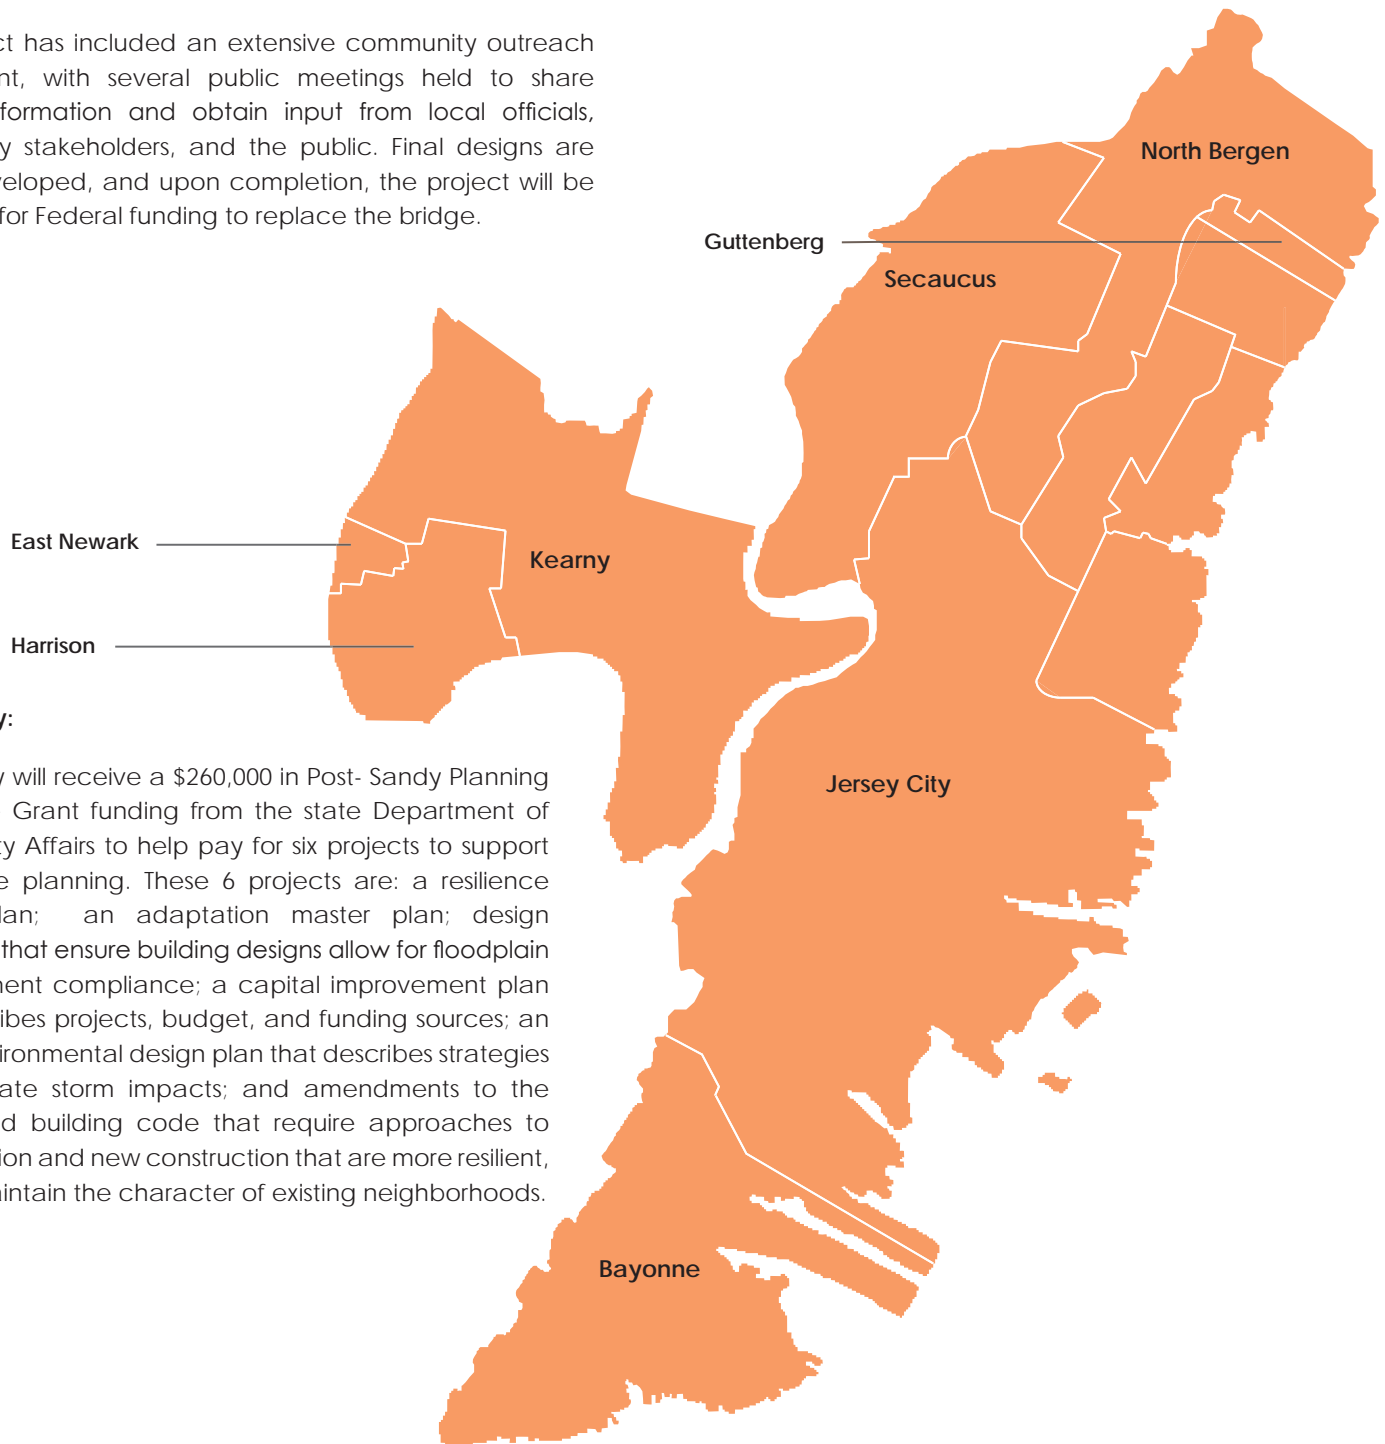 ct has included an extensive community outreach
nt, with several public meetings held to share
formation and obtain input from local officials,
y stakeholders, and the public. Final designs are
veloped, and upon completion, the project will be
for Federal funding to replace the bridge.
North Bergen
Guttenberg
Secaucus
East Newark
Kearny
Harrison
y:
y will receive a $260,000 in Post- Sandy Planning
Grant funding from the state Department of
ty Affairs to help pay for six projects to support
e planning. These 6 projects are: a resilience
lan; an adaptation master plan; design
that ensure building designs allow for floodplain
ment compliance; a capital improvement plan
ribes projects, budget, and funding sources; an
vironmental design plan that describes strategies
ate storm impacts; and amendments to the
d building code that require approaches to
ion and new construction that are more resilient,
aintain the character of existing neighborhoods.
Jersey City
Bayonne